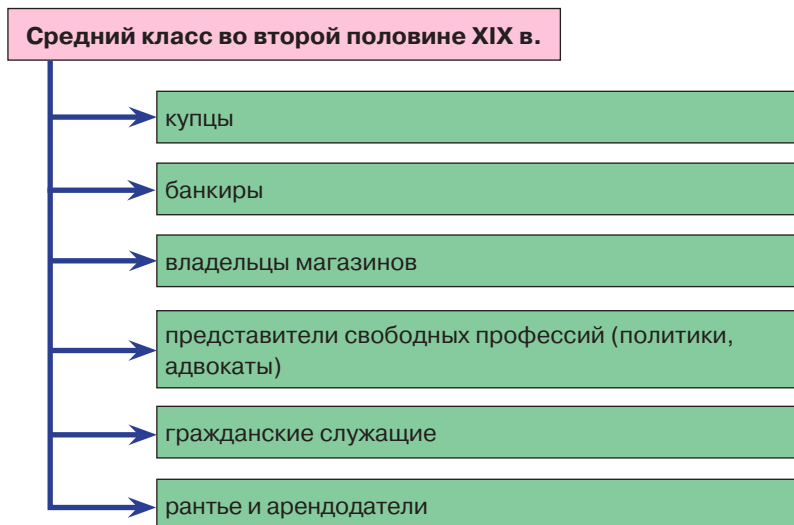 Средний класс во второй половине XIX в.
купцы
банкиры
владельцы магазинов
представители свободных профессий (политики,
адвокаты)
гражданские служащие
рантье и арендодатели